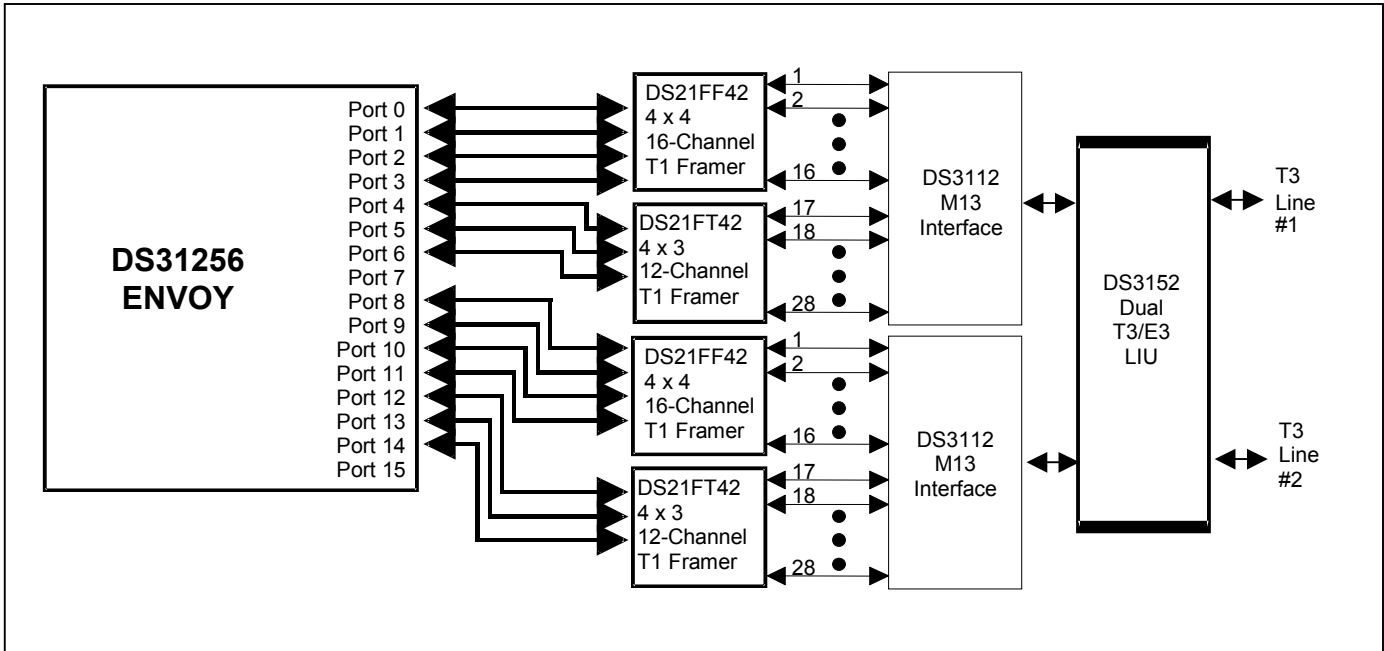 DS31256
ENVOY
Port 0
Port 1
Port 2
Port 3
Port 4
Port 5
Port 6
Port 7
Port 8
Port 9
Port 10
Port 11
Port 12
Port 13
Port 14
Port 15
DS21FF42
4 x 4
16-Channel
T1 Framer
DS21FT42
4 x 3
12-Channel
T1 Framer
DS21FF42
4 x 4
16-Channel
T1 Framer
DS21FT42
4 x 3
12-Channel
T1 Framer
1
2
16
17
18
28
1
2
16
17
18
28
DS3112
M13
Interface
DS3112
M13
Interface
DS3152
Dual
T3/E3
LIU
T3
Line
#1
T3
Line
#2